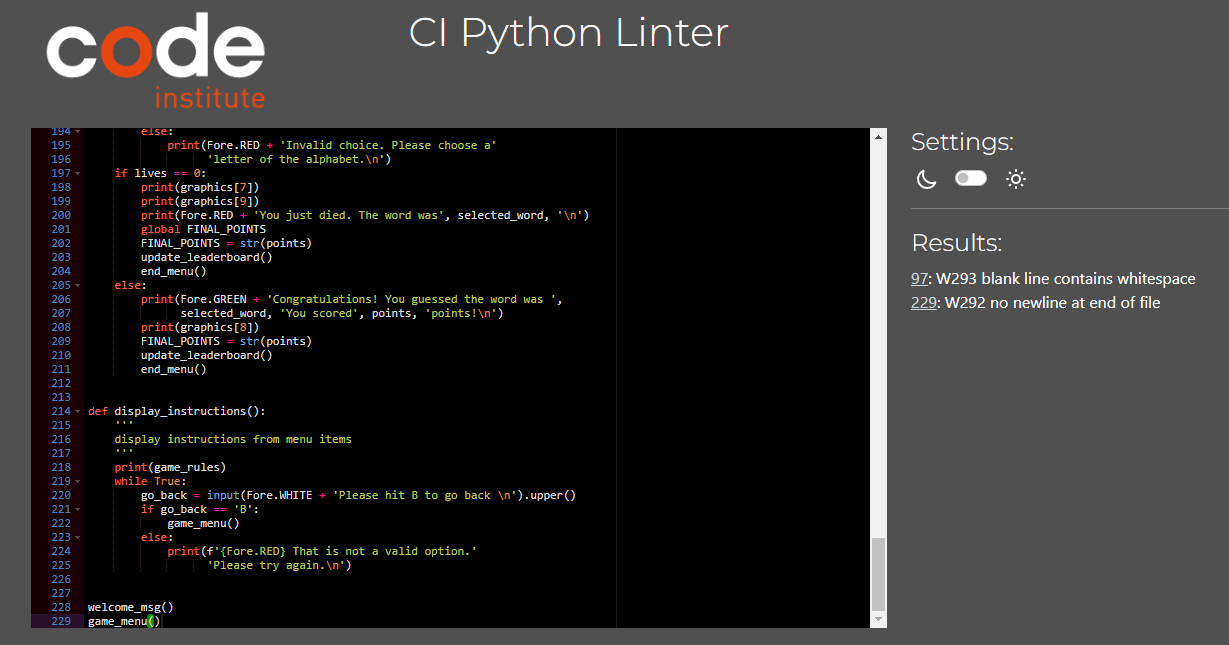 code
institute
CI Python Linter
194 else:
195 print(Fore.RED + 'Invalid choice. Please choose a'
196 'letter of the alphabet.\n')
197 if lives == 0:
198 print(graphics[7])
199 print(graphics[9])
200 print(Fore.RED + 'You just died. The word was', selected_word, '\n')
201 global FINAL_POINTS
202 FINAL_POINTS = str(points)
203 update_leaderboard()
204 end_menu()
205 else:
206 print(Fore.GREEN + 'Congratulations! You guessed the word was ',
207 selected_word, 'You scored', points, 'points!\n')
208 print(graphics[8])
209 FINAL_POINTS = str(points)
210 update_leaderboard()
211 end_menu()
212
213
214 def display_instructions():
215 '''
216 display instructions from menu items
217 '''
218 print(game_rules)
219 while True:
220 go_back = input(Fore.WHITE + 'Please hit B to go back \n').upper()
221 if go_back == 'B':
222 game_menu()
223 else:
224 print(f'{Fore.RED} That is not a valid option.'
225 'Please try again.\n')
226
227
228 welcome_msg()
229 game_menu()
Settings:
Results:
97: W293 blank line contains whitespace
229: W292 no newline at end of file